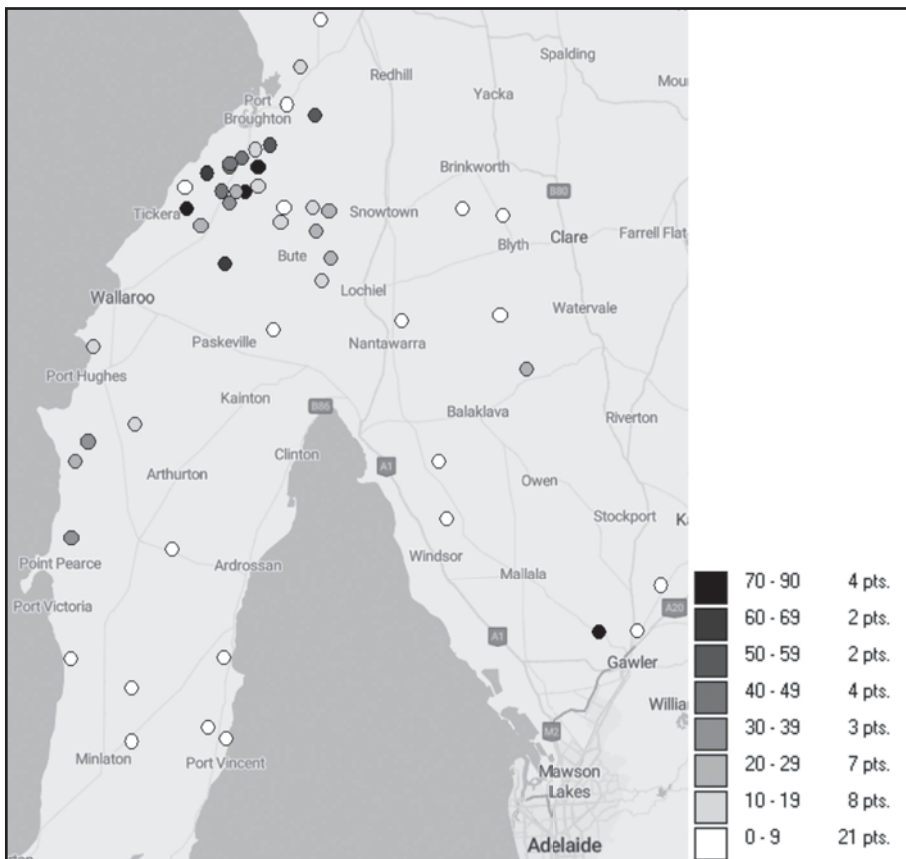 Redhill
Spalding
Mou
Yacka
Port
Broughton
Brinkworth
B80
Tickera
Snowtown
Clare
Farrell Flat
Blyth
Bute
Lochiel
Wallaroo
Watervale
Paskeville
Nantawarra
Port Hughes
Kainton
B86
Balaklava
Riverton
Clinton
A1
Arthurton
Owen
Stockport
Ka
Windsor
Point Pearce
Ardrossan
Mallala
Port Victoria
A20
A1
Gawler
Willia
M2
Minlaton
Port Vincent
Mawson
Lakes
Adelaide
70 - 90 4 pts.
60 - 69 2 pts.
50 - 59 2 pts.
40 - 49 4 pts.
30 - 39 3 pts.
20 - 29 7 pts.
10 - 19 8 pts.
0 - 9 21 pts.